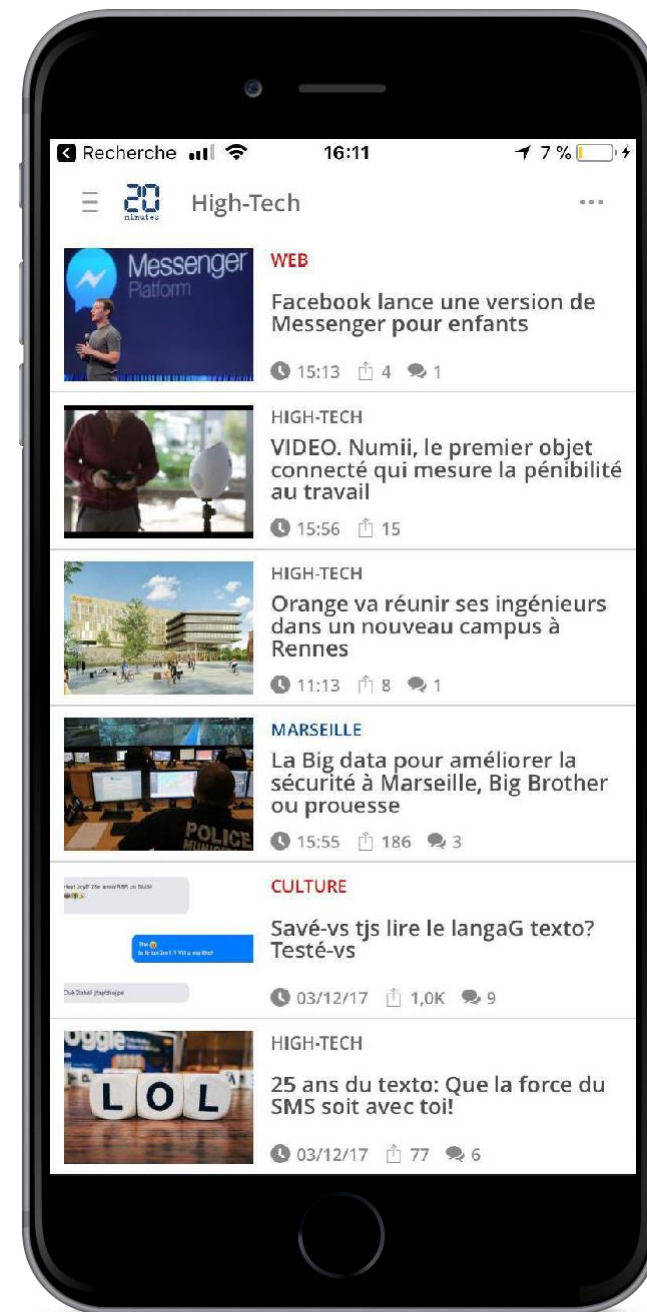 Recherche 16:11 7 %
20 minutes High-Tech
Messenger
Platform
WEB
Facebook lance une version de
Messenger pour enfants
15:13 4 1
HIGH-TECH
VIDEO. Numii, le premier objet
connecté qui mesure la pénibilité
au travail
15:56 15
HIGH-TECH
Orange va réunir ses ingénieurs
dans un nouveau campus à
Rennes
11:13 8 1
MARSEILLE
La Big data pour améliorer la
sécurité à Marseille, Big Brother
ou prouesse
POLICE
15:55 186 3
CULTURE
Savé-vs tjs lire le langaG texto?
Testé-vs
03/12/17 1,0K 9
HIGH-TECH
LOL
25 ans du texto: Que la force du
SMS soit avec toi!
03/12/17 77 6